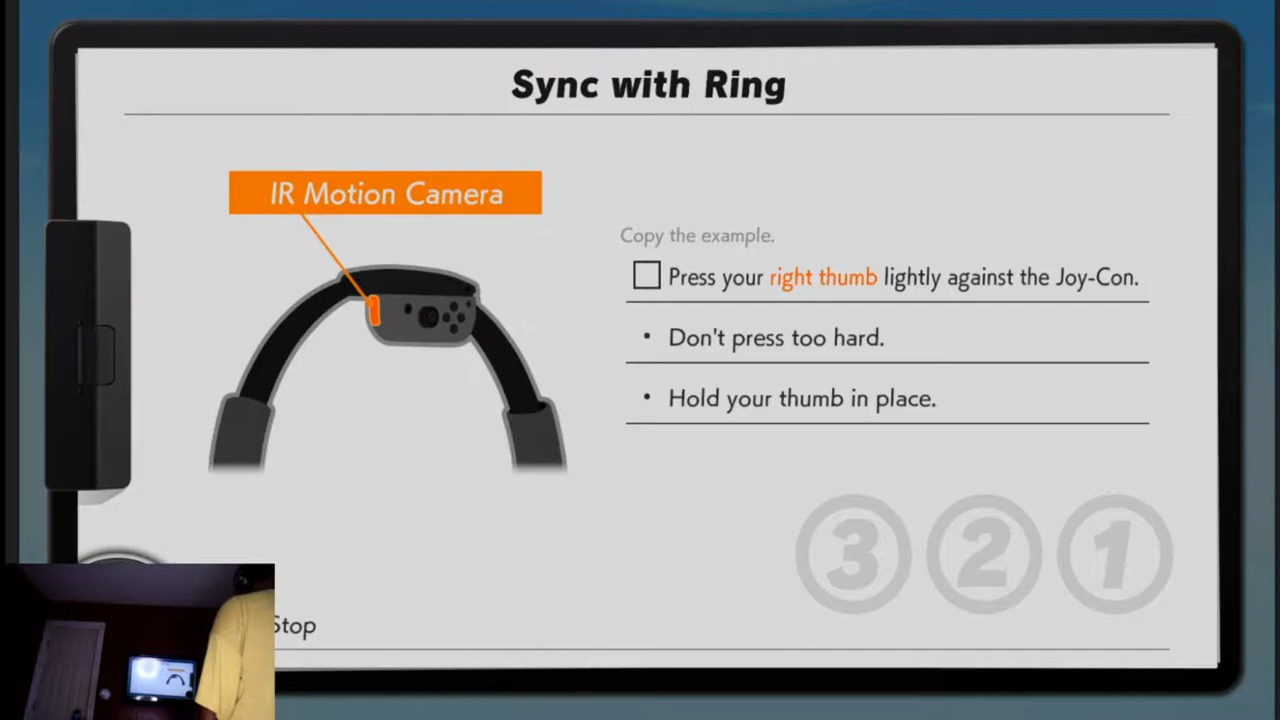 Sync with Ring
IR Motion Camera
Copy the example.
Press your right thumb lightly against the Joy-Con.
• Don't press too hard.
• Hold your thumb in place.
3 2 1
Stop